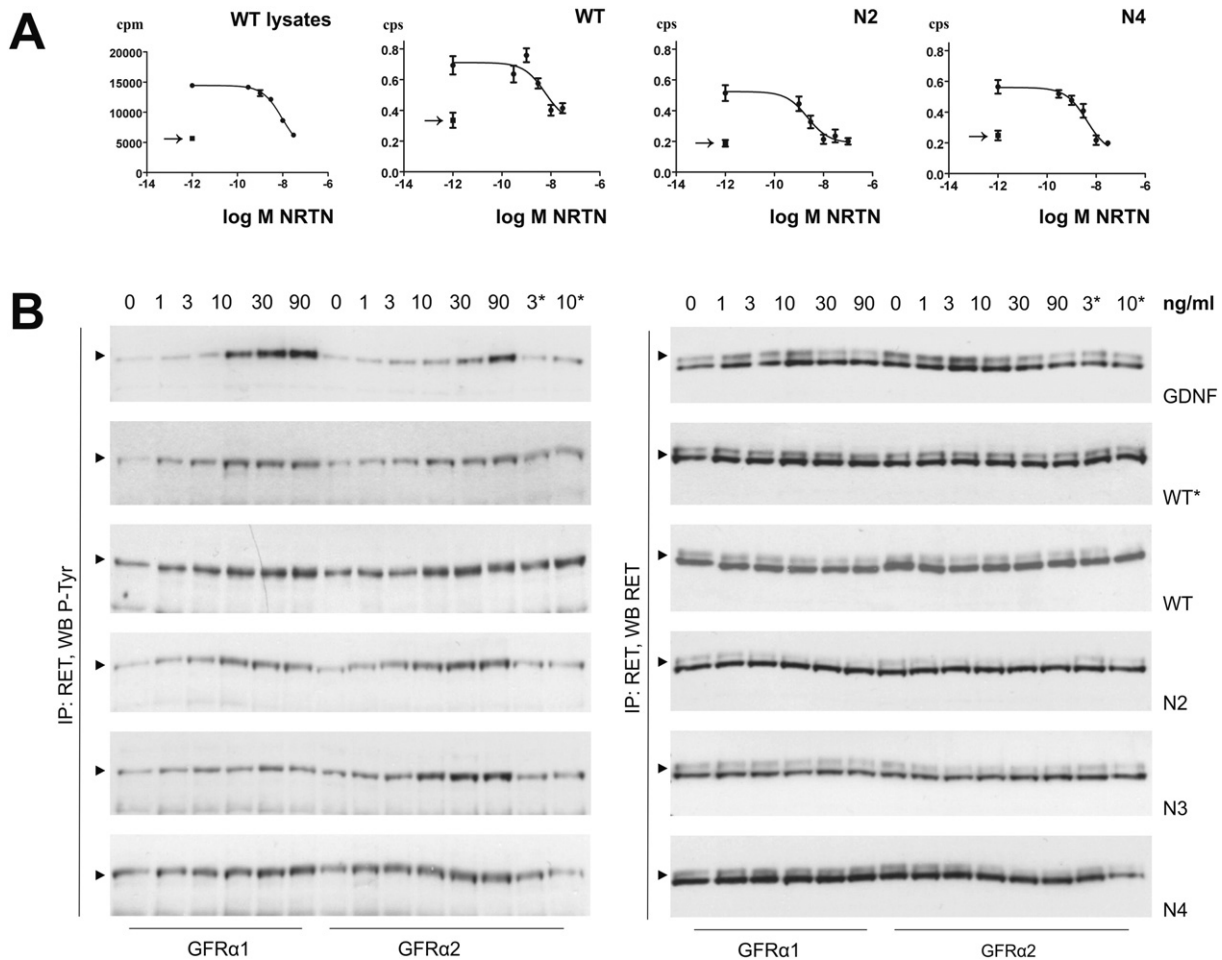 A
WT lysates
WT
N2
N4
cpm
cps
cps
cps
20000
15000
10000
5000
0
-14 -12 -10 -8 -6
log M NRTN
0.8
0.6
0.4
0.2
0.0
-14 -12 -10 -8 -6
log M NRTN
0.8
0.6
0.4
0.2
0.0
-14 -12 -10 -8 -6
log M NRTN
0.8
0.6
0.4
0.2
0.0
-14 -12 -10 -8 -6
log M NRTN
B
0 1 3 10 30 90 0 1 3 10 30 90 3* 10*
IP: RET, WB P-Tyr
GFRα1 GFRα2
0 1 3 10 30 90 0 1 3 10 30 90 3* 10* ng/ml
IP: RET, WB RET
GDNF
WT*
WT
N2
N3
N4
GFRα1 GFRα2